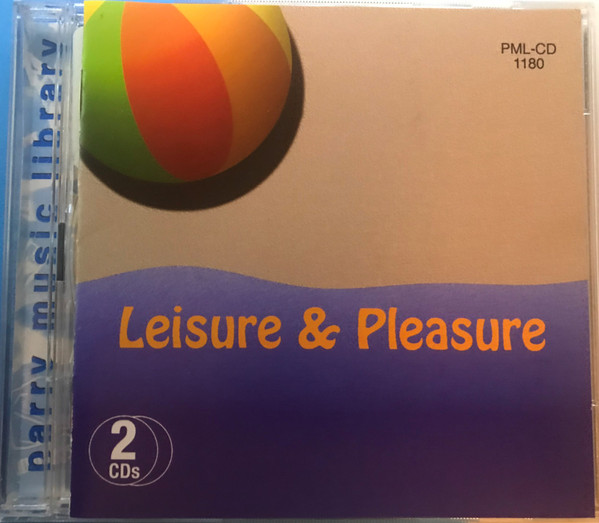 parry music library
PML-CD
1180
Leisure & Pleasure
2
CDs